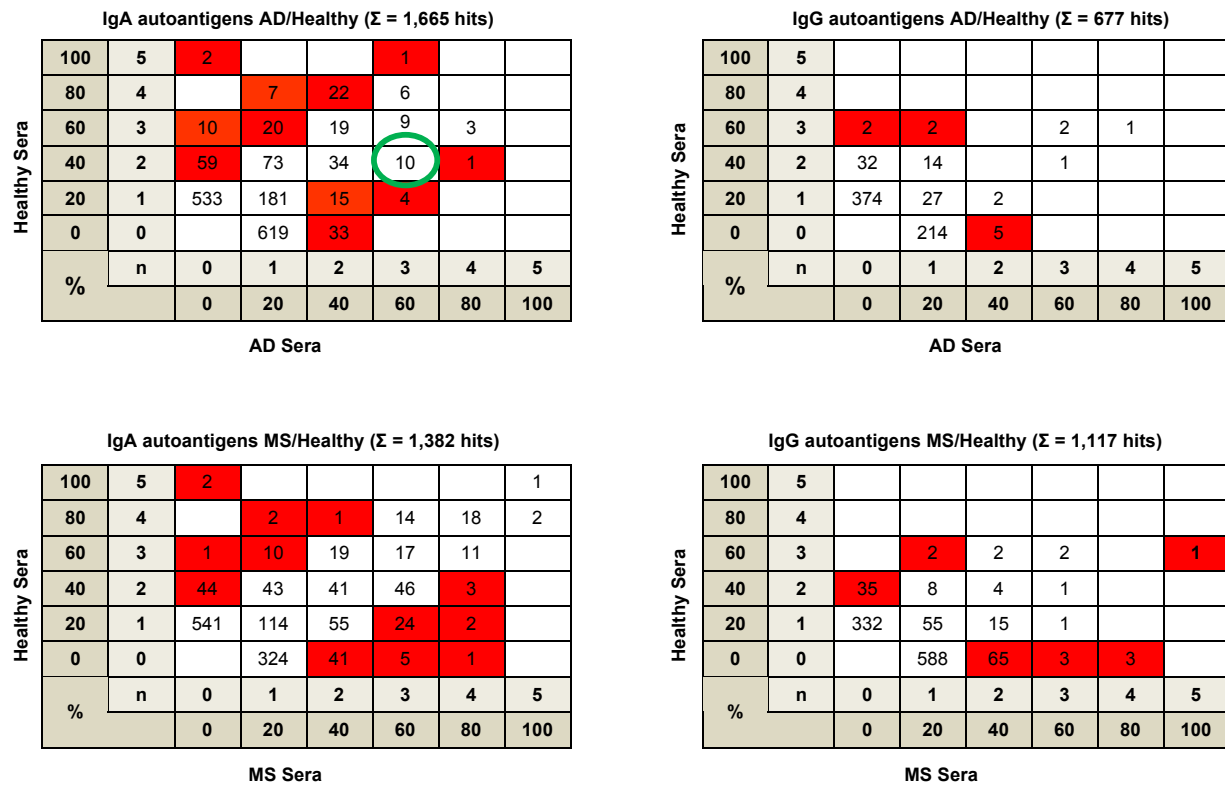 IgA autoantigens AD/Healthy (Σ = 1,665 hits)
100 5 2 1
80 4 7 22 6
60 3 10 20 19 9 3
40 2 59 73 34 10 1
20 1 533 181 15 4
0 0 619 33
% n 0 1 2 3 4 5
0 20 40 60 80 100
Healthy Sera
AD Sera
IgG autoantigens AD/Healthy (Σ = 677 hits)
100 5
80 4
60 3 2 2 2 1
40 2 32 14 1
20 1 374 27 2
0 0 214 5
% n 0 1 2 3 4 5
0 20 40 60 80 100
Healthy Sera
AD Sera
IgA autoantigens MS/Healthy (Σ = 1,382 hits)
100 5 2 1
80 4 2 1 14 18 2
60 3 1 10 19 17 11
40 2 44 43 41 46 3
20 1 541 114 55 24 2
0 0 324 41 5 1
% n 0 1 2 3 4 5
0 20 40 60 80 100
Healthy Sera
MS Sera
IgG autoantigens MS/Healthy (Σ = 1,117 hits)
100 5
80 4
60 3 2 2 2 1
40 2 35 8 4 1
20 1 332 55 15 1
0 0 588 65 3 3
% n 0 1 2 3 4 5
0 20 40 60 80 100
Healthy Sera
MS Sera